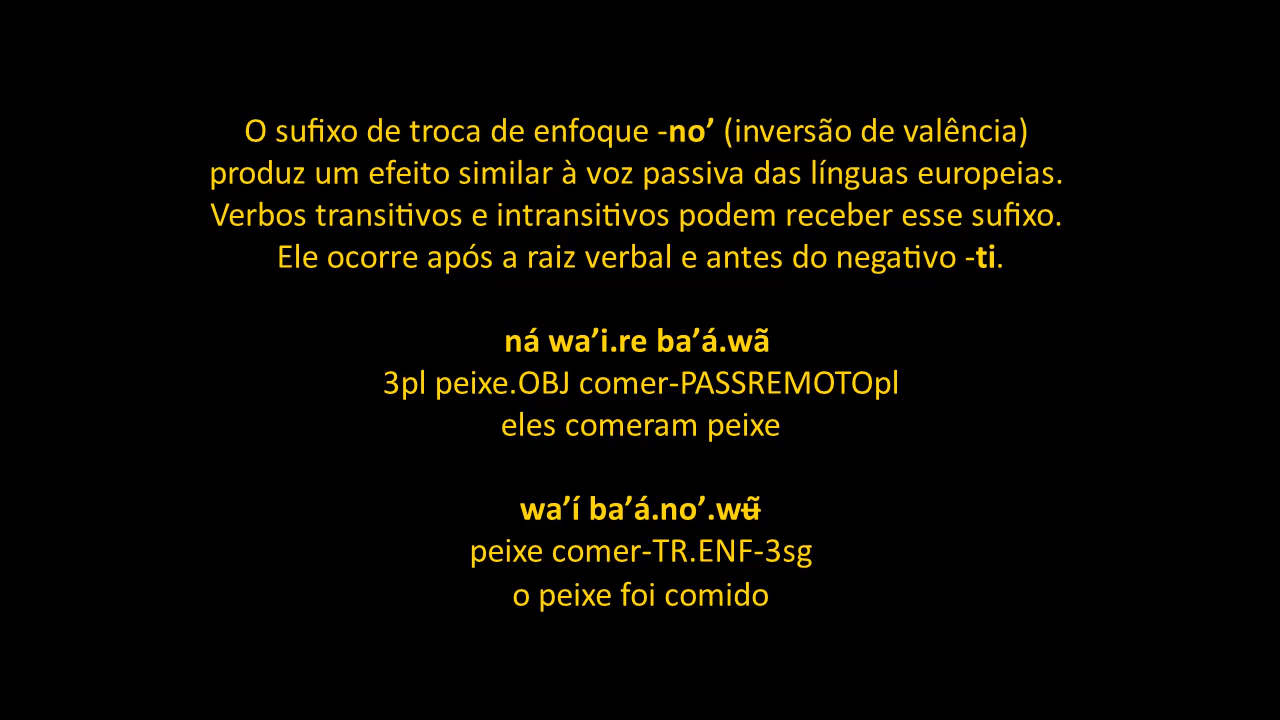 O sufixo de troca de enfoque -no’ (inversão de valência)
produz um efeito similar à voz passiva das línguas europeias.
Verbos transitivos e intransitivos podem receber esse sufixo.
Ele ocorre após a raiz verbal e antes do negativo -ti.
ná wa’i.re ba’á.wã
3pl peixe.OBJ comer-PASSREMOTOpl
eles comeram peixe
wa’í ba’á.no’.wʉ̃
peixe comer-TR.ENF-3sg
o peixe foi comido